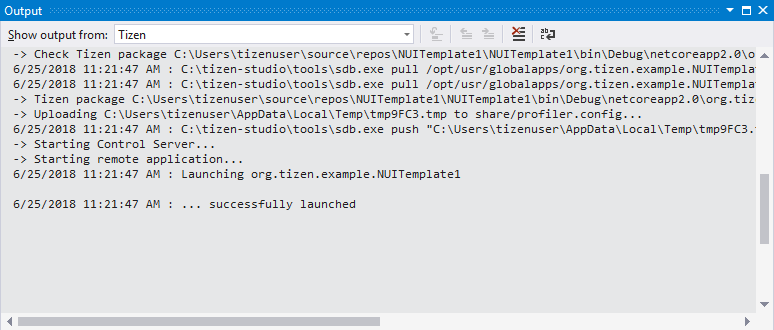 Output
Show output from: Tizen
-> Check Tizen package C:\Users\tizenuser\source\repos\NUITemplate1\NUITemplate1\bin\Debug\netcoreapp2.0\o
6/25/2018 11:21:47 AM : C:\tizen-studio\tools\sdb.exe pull /opt/usr/globalapps/org.tizen.example.NUITempla
6/25/2018 11:21:47 AM : C:\tizen-studio\tools\sdb.exe pull /opt/usr/globalapps/org.tizen.example.NUITempla
-> Tizen package C:\Users\tizenuser\source\repos\NUITemplate1\NUITemplate1\bin\Debug\netcoreapp2.0\org.tiz
-> Uploading C:\Users\tizenuser\AppData\Local\Temp\tmp9FC3.tmp to share/profiler.config...
6/25/2018 11:21:47 AM : C:\tizen-studio\tools\sdb.exe push "C:\Users\tizenuser\AppData\Local\Temp\tmp9FC3.
-> Starting Control Server...
-> Starting remote application...
6/25/2018 11:21:47 AM : Launching org.tizen.example.NUITemplate1
6/25/2018 11:21:47 AM : ... successfully launched